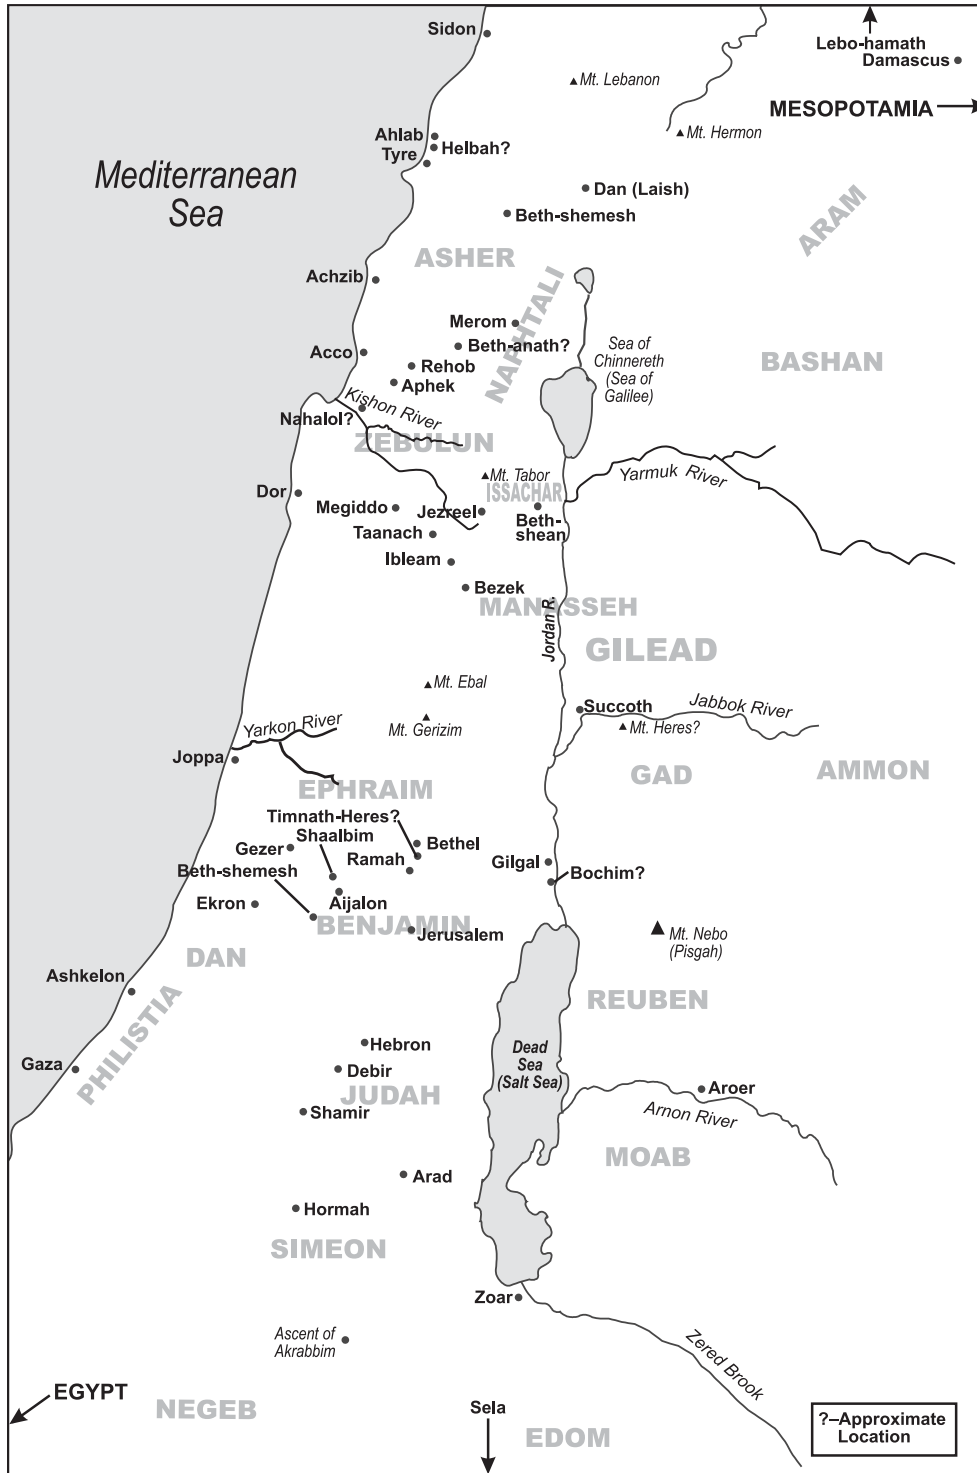 Sidon
Lebo-hamath
Damascus
Mt. Lebanon
MESOPOTAMIA
Mt. Hermon
Ahlab
Tyre
Helbah?
Mediterranean
Sea
Dan (Laish)
Beth-shemesh
ARAM
ASHER
Achzib
NAPHTALI
Merom
Beth-anath?
Acco
Rehob
Aphek
Sea of
Chinnereth
(Sea of
Galilee)
BASHAN
Kishon River
Nahalol?
ZEBULUN
Mt. Tabor
Yarmuk River
ISSACHAR
Dor
Megiddo
Jezreel
Beth-
shean
Taanach
Ibleam
Bezek
MANASSEH
Jordan R.
GILEAD
Mt. Ebal
Mt. Gerizim
Succoth
Jabbok River
Mt. Heres?
Yarkon River
Joppa
GAD
AMMON
EPHRAIM
Timnath-Heres?
Shaalbim
Gezer
Bethel
Ramah
Beth-shemesh
Gilgal
Bochim?
Ekron
Aijalon
BENJAMIN
Jerusalem
Mt. Nebo
(Pisgah)
DAN
Ashkelon
REUBEN
PHILISTIA
Gaza
Hebron
Debir
JUDAH
Shamir
Dead
Sea
(Salt Sea)
Aroer
Arnon River
MOAB
Arad
Hormah
SIMEON
Zoar
Ascent of
Akrabbim
Zered Brook
EGYPT
NEGEB
Sela
EDOM
?–Approximate
Location